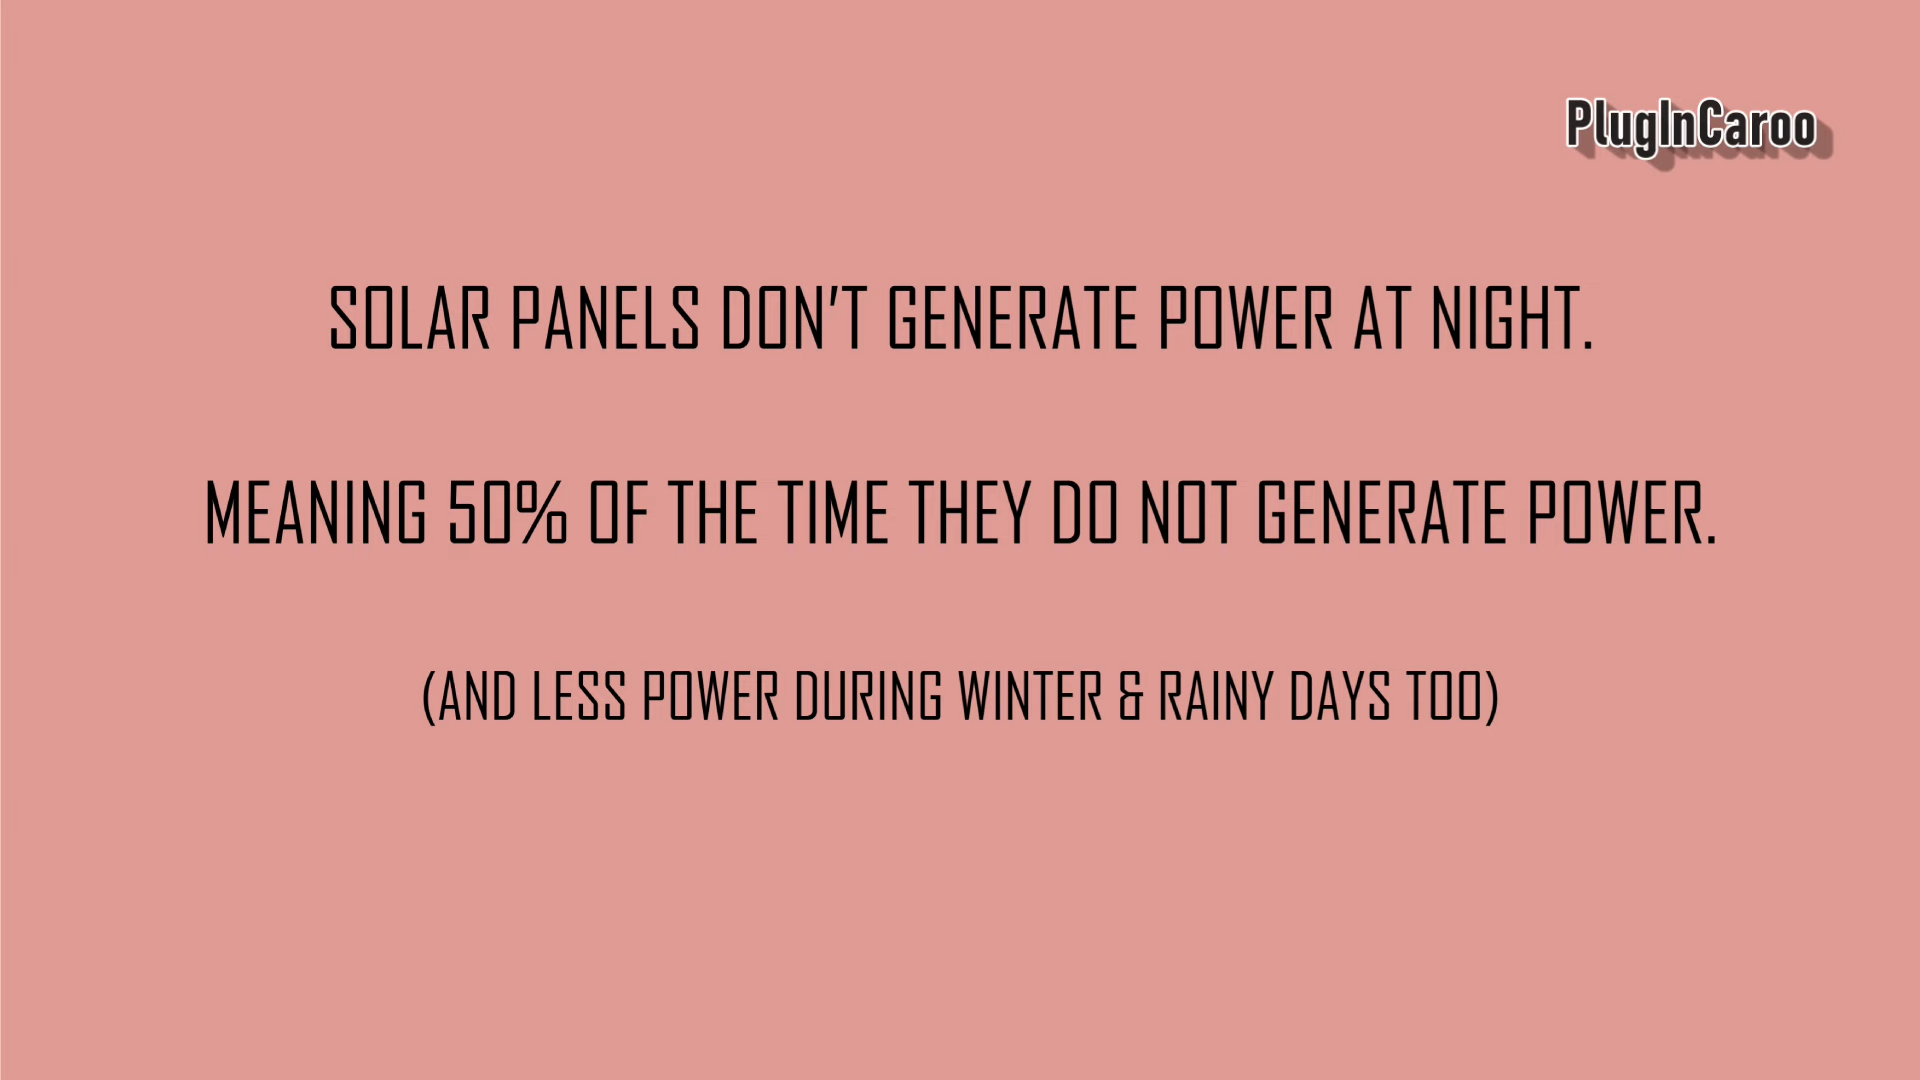 PlugInCaroo
SOLAR PANELS DON'T GENERATE POWER AT NIGHT.
MEANING 50% OF THE TIME THEY DO NOT GENERATE POWER.
(AND LESS POWER DURING WINTER & RAINY DAYS TOO)